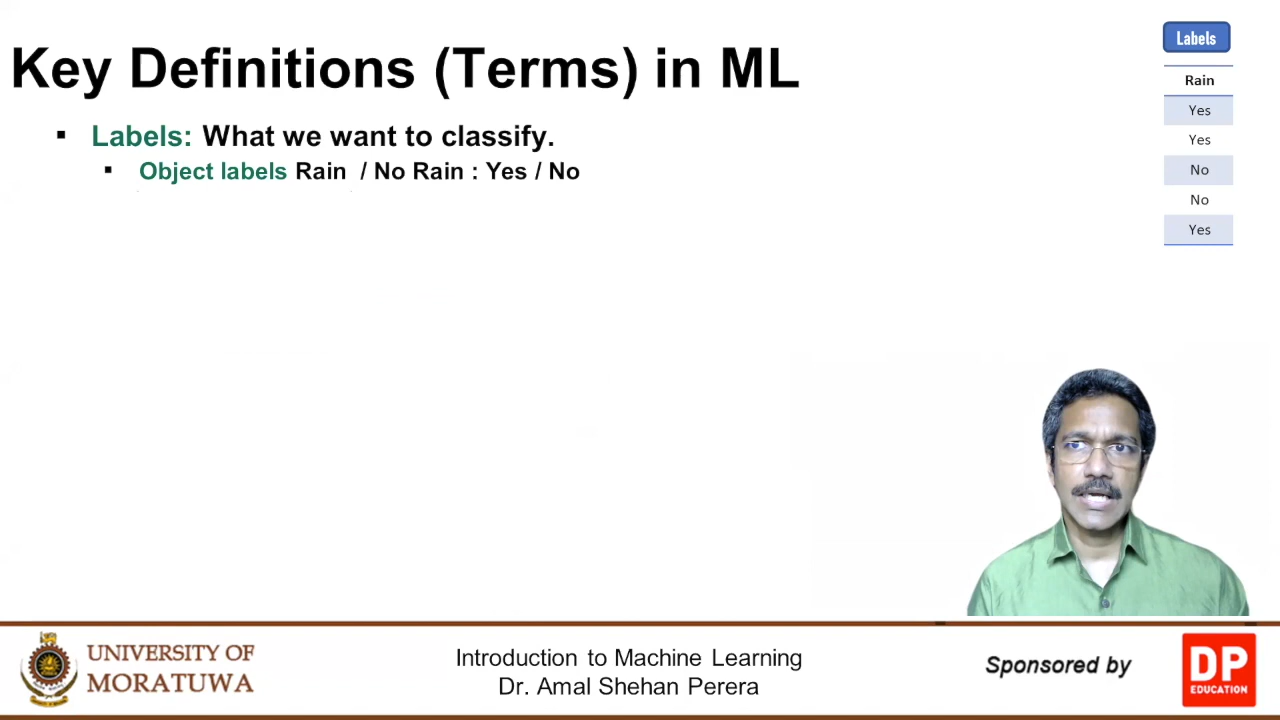 Key Definitions (Terms) in ML
▪ Labels: What we want to classify.
▪ Object labels Rain / No Rain : Yes / No
Labels
Rain
Yes
Yes
No
No
Yes
UNIVERSITY OF
MORATUWA
Introduction to Machine Learning
Dr. Amal Shehan Perera
Sponsored by
DP
EDUCATION